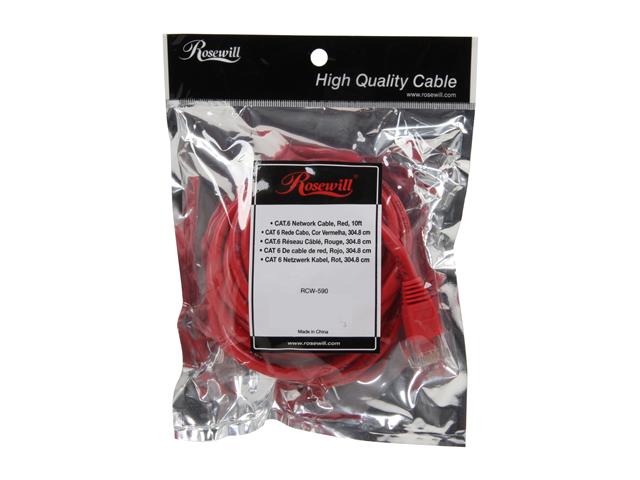 Rosewill
High Quality Cable
www.rosewill.com
Rosewill
• CAT.6 Network Cable, Red, 10ft
• CAT 6 Rede Cabo, Cor Vermelha, 304.8 cm
• CAT.6 Réseau Câblé, Rouge, 304.8 cm
• CAT 6 De cable de red, Rojo, 304.8 cm
• CAT 6 Netzwerk Kabel, Rot, 304.8 cm
RCW-590
Made in China
www.rosewill.com